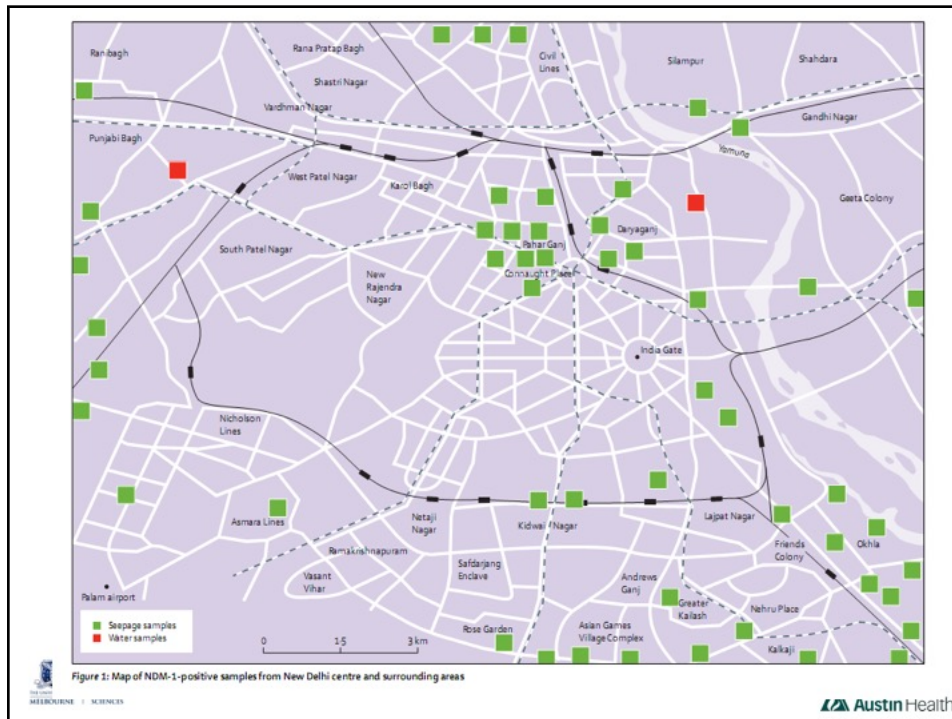 Ranibagh
Rana Pratap Bagh
Civil
Lines
Silampur
Shahdara
Shastri Nagar
Vardhman Nagar
Gandhi Nagar
Punjabi Bagh
Yamuna
West Patel Nagar
Karol Bagh
Geeta Colony
Daryaganj
South Patel Nagar
Pahar Ganj
New
Rajendra
Nagar
Connaught Place
India Gate
Nicholson
Lines
Asmara Lines
Netaji
Nagar
Kidwai Nagar
Lajpat Nagar
Friends
Colony
Okhla
Ramakrishnapuram
Safdarjang
Enclave
Vasant
Vihar
Andrews
Ganj
Palam airport
Greater
Kailash
Nehru Place
Seepage samples
Water samples
0 1·5 3 km
Rose Garden
Asian Games
Village Complex
Kalkaji
Figure 1: Map of NDM-1-positive samples from New Delhi centre and surrounding areas
MELBOURNE SCIENCES
Austin Health